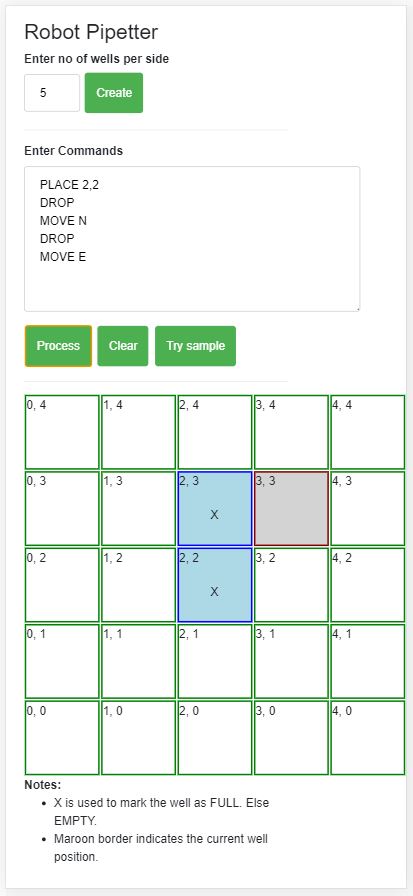 Robot Pipetter
Enter no of wells per side
5 Create
Enter Commands
PLACE 2,2
DROP
MOVE N
DROP
MOVE E
Process Clear Try sample
0, 4 1, 4 2, 4 3, 4 4, 4
0, 3 1, 3 2, 3 3, 3 4, 3
X
0, 2 1, 2 2, 2 3, 2 4, 2
X
0, 1 1, 1 2, 1 3, 1 4, 1
0, 0 1, 0 2, 0 3, 0 4, 0
Notes:
• X is used to mark the well as FULL. Else
EMPTY.
• Maroon border indicates the current well
position.